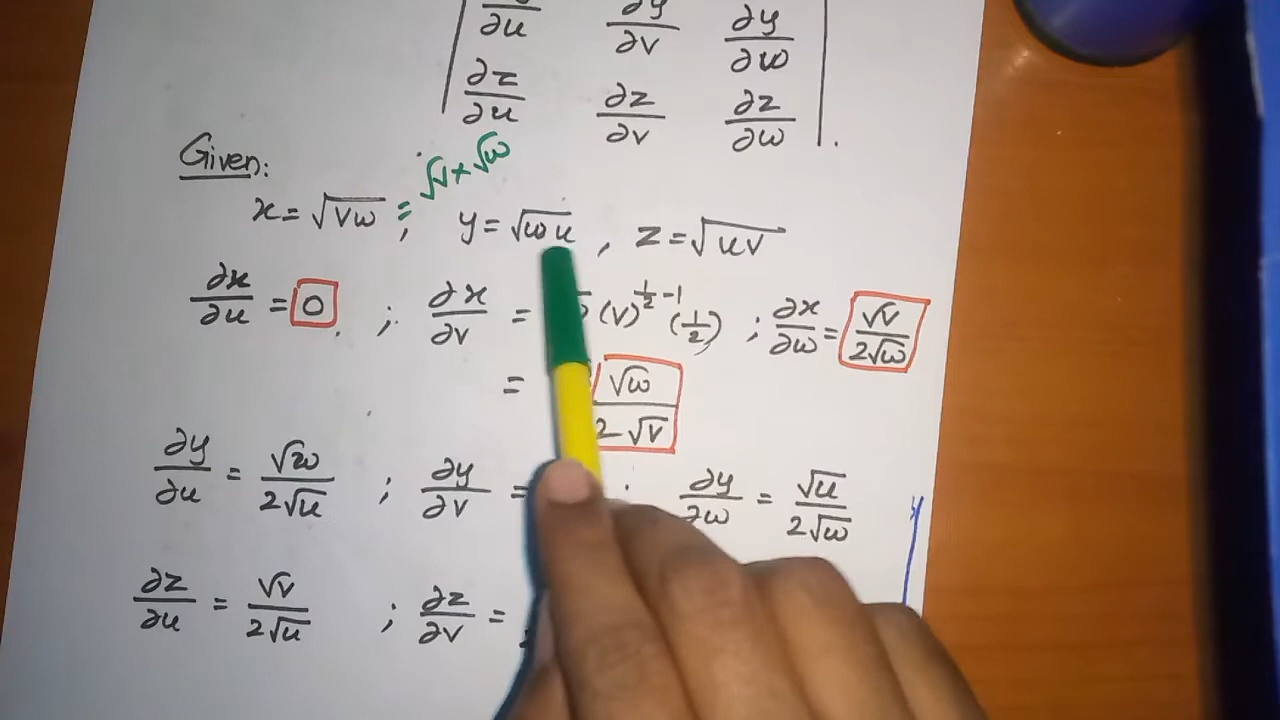 ∂u ∂y/∂v ∂y/∂w
∂z/∂u ∂z/∂v ∂z/∂w .
Given:
√v × √w
x = √vw = ; y = √wu , z = √uv
∂x/∂u = 0 . ; ∂x/∂v = (v)^(1/2 - 1) (1/2) ; ∂x/∂w = √v/2√w
= √w/2√v
∂y/∂u = √w/2√u ; ∂y/∂v = ; ∂y/∂w = √u/2√w
∂z/∂u = √v/2√u ; ∂z/∂v =